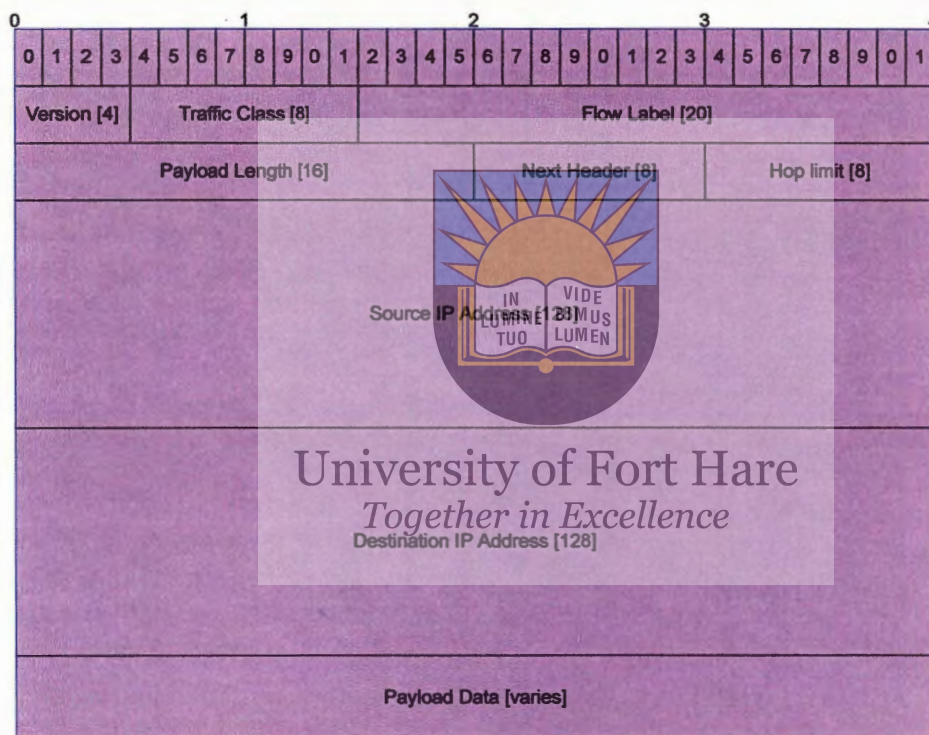 0 1 2 3
0 1 2 3 4 5 6 7 8 9 0 1 2 3 4 5 6 7 8 9 0 1 2 3 4 5 6 7 8 9 0 1
Version [4] Traffic Class [8] Flow Label [20]
Payload Length [16] Next Header [8] Hop limit [8]
Source IP Address [128]
IN LUMINE TUO
VIDEBIMUS LUMEN
University of Fort Hare
Together in Excellence
Destination IP Address [128]
Payload Data [varies]